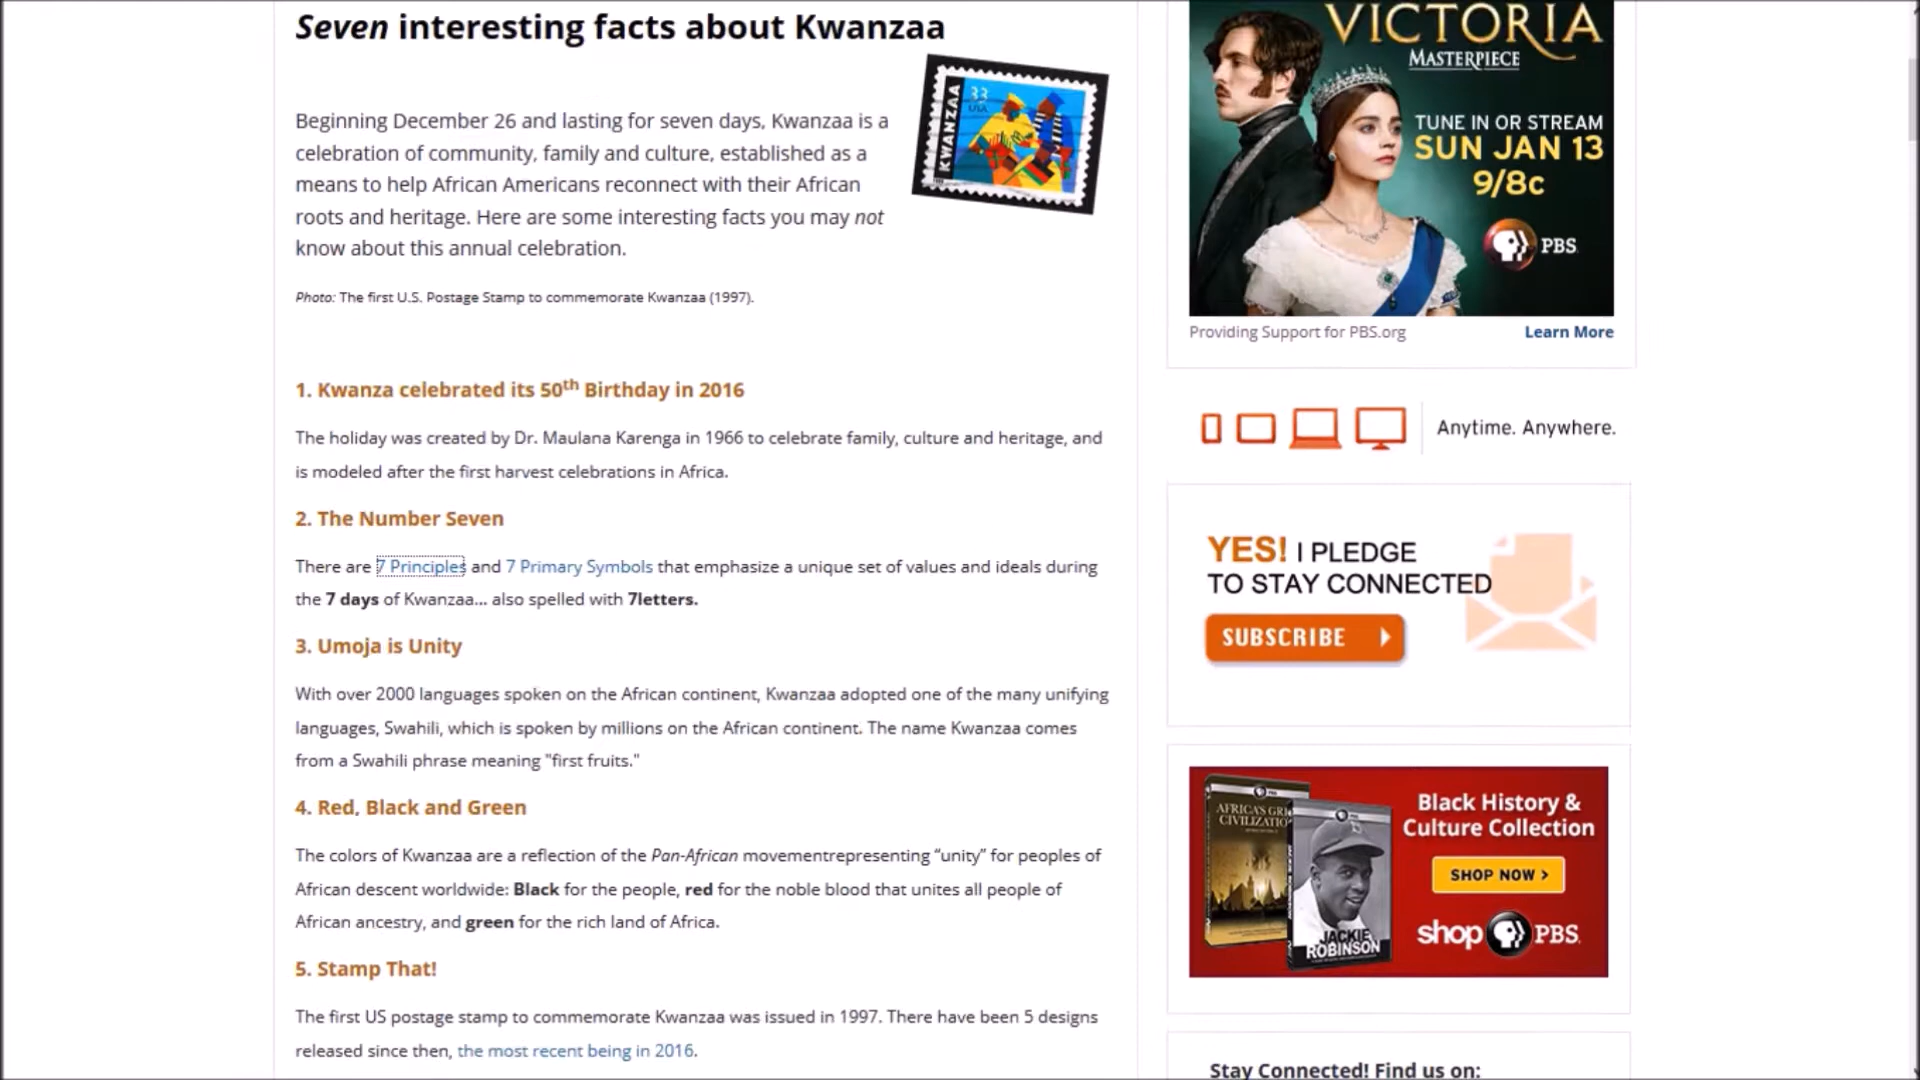 Seven interesting facts about Kwanzaa
Beginning December 26 and lasting for seven days, Kwanzaa is a
celebration of community, family and culture, established as a
means to help African Americans reconnect with their African
roots and heritage. Here are some interesting facts you may not
know about this annual celebration.
KWANZAA
33
USA
Photo: The first U.S. Postage Stamp to commemorate Kwanzaa (1997).
1. Kwanza celebrated its 50th Birthday in 2016
The holiday was created by Dr. Maulana Karenga in 1966 to celebrate family, culture and heritage, and
is modeled after the first harvest celebrations in Africa.
2. The Number Seven
There are 7 Principles and 7 Primary Symbols that emphasize a unique set of values and ideals during
the 7 days of Kwanzaa... also spelled with 7letters.
3. Umoja is Unity
With over 2000 languages spoken on the African continent, Kwanzaa adopted one of the many unifying
languages, Swahili, which is spoken by millions on the African continent. The name Kwanzaa comes
from a Swahili phrase meaning "first fruits."
4. Red, Black and Green
The colors of Kwanzaa are a reflection of the Pan-African movementrepresenting “unity” for peoples of
African descent worldwide: Black for the people, red for the noble blood that unites all people of
African ancestry, and green for the rich land of Africa.
5. Stamp That!
The first US postage stamp to commemorate Kwanzaa was issued in 1997. There have been 5 designs
released since then, the most recent being in 2016.
VICTORIA
MASTERPIECE
TUNE IN OR STREAM
SUN JAN 13
9/8c
PBS
Providing Support for PBS.org
Learn More
Anytime. Anywhere.
YES! I PLEDGE
TO STAY CONNECTED
SUBSCRIBE
AFRICA'S GR
CIVILIZATIO
JACKIE
ROBINSON
Black History &
Culture Collection
SHOP NOW >
shop PBS.
Stay Connected! Find us on: